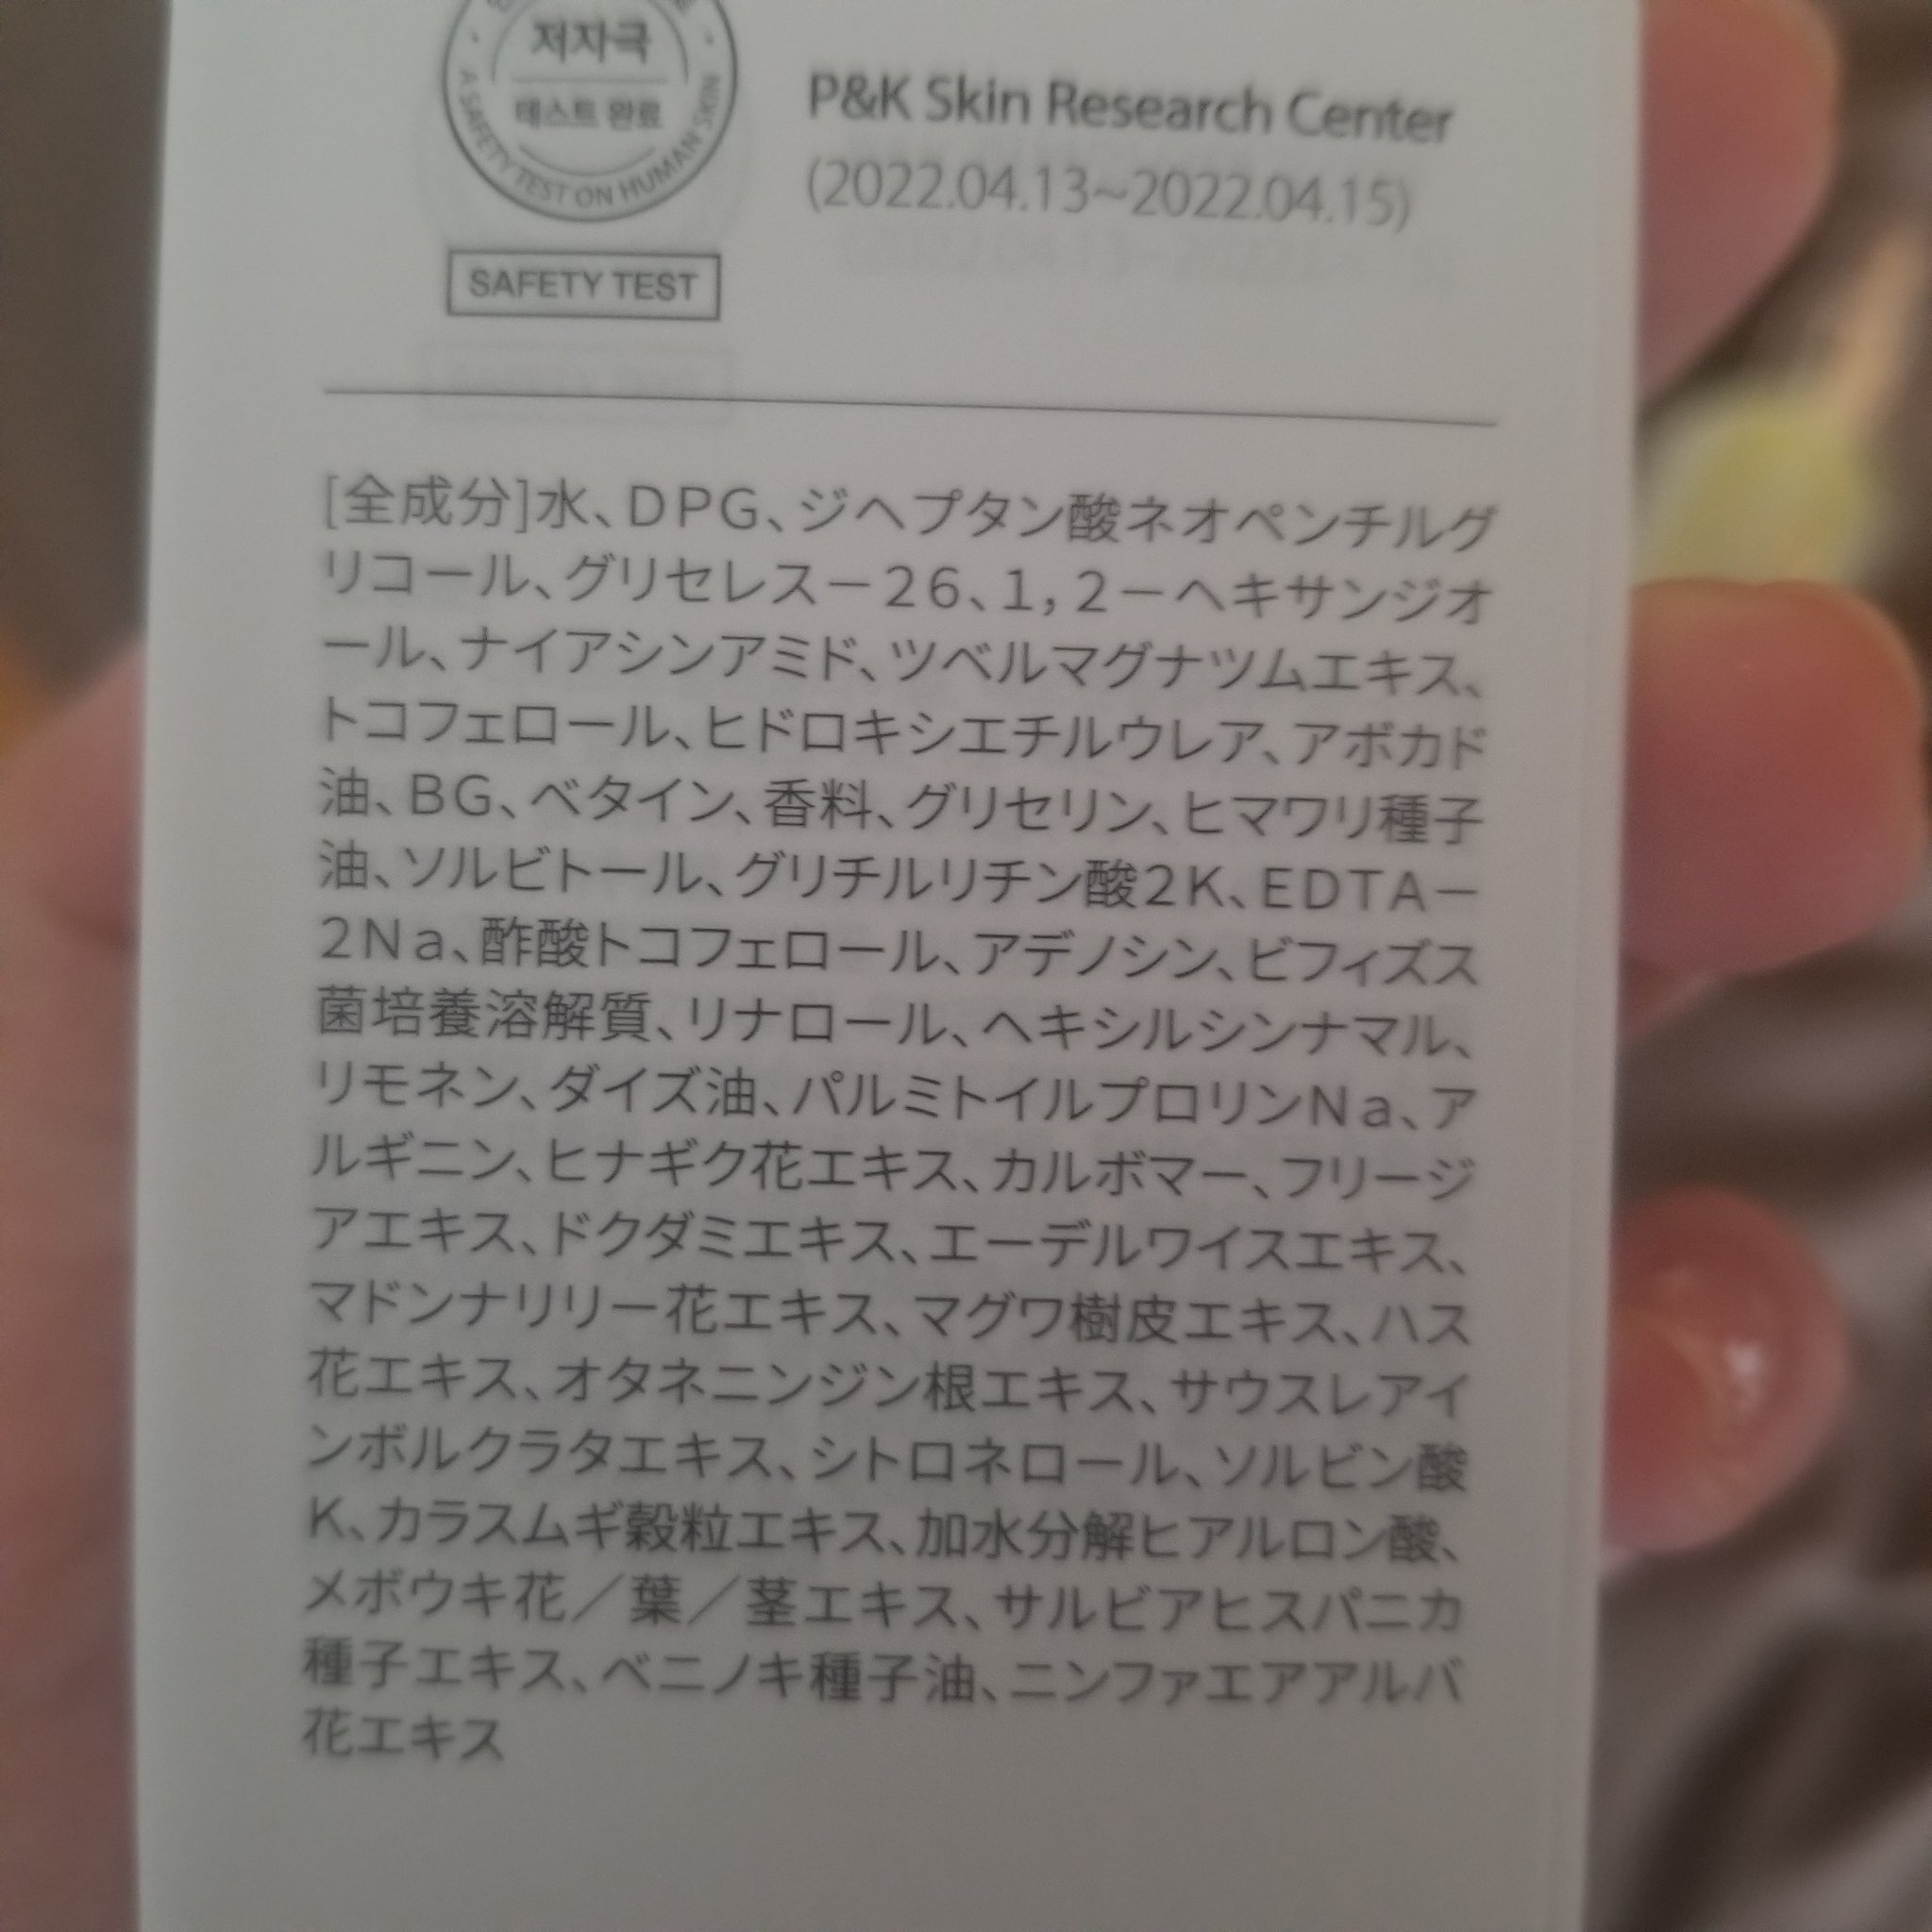 저자극
테스트 완료
A SAFETY TEST ON HUMAN SKIN
SAFETY TEST
P&K Skin Research Center
(2022.04.13~2022.04.15)
[全成分]水、DPG、ジヘプタン酸ネオペンチルグ
リコール、グリセレス－26、1，2－ヘキサンジオ
ール、ナイアシンアミド、ツベルマグナツムエキス、
トコフェロール、ヒドロキシエチルウレア、アボカド
油、BG、ベタイン、香料、グリセリン、ヒマワリ種子
油、ソルビトール、グリチルリチン酸2K、EDTA－
2Na、酢酸トコフェロール、アデノシン、ビフィズス
菌培養溶解質、リナロール、ヘキシルシンナマル、
リモネン、ダイズ油、パルミトイルプロリンNa、ア
ルギニン、ヒナギク花エキス、カルボマー、フリージ
アエキス、ドクダミエキス、エーデルワイスエキス、
マドンナリリー花エキス、マグワ樹皮エキス、ハス
花エキス、オタネニンジン根エキス、サウスレアイ
ンボルクラタエキス、シトロネロール、ソルビン酸
K、カラスムギ穀粒エキス、加水分解ヒアルロン酸、
メボウキ花／葉／茎エキス、サルビアヒスパニカ
種子エキス、ベニノキ種子油、ニンファエアアルバ
花エキス